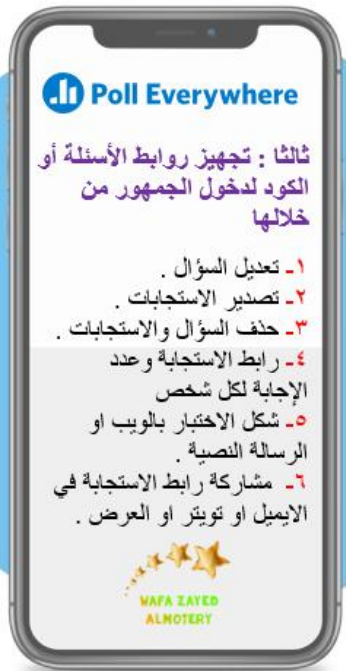 Poll Everywhere
ثالثا : تجهيز روابط الأسئلة أو
الكود لدخول الجمهور من
خلالها
١- تعديل السؤال .
٢- تصدير الاستجابات .
٣- حذف السؤال والاستجابات .
٤- رابط الاستجابة وعدد
الإجابة لكل شخص
٥- شكل الاختبار بالويب او
الرسالة النصية .
٦- مشاركة رابط الاستجابة في
الايميل او تويتر او العرض .
WAFA ZAYED
ALMOTERY